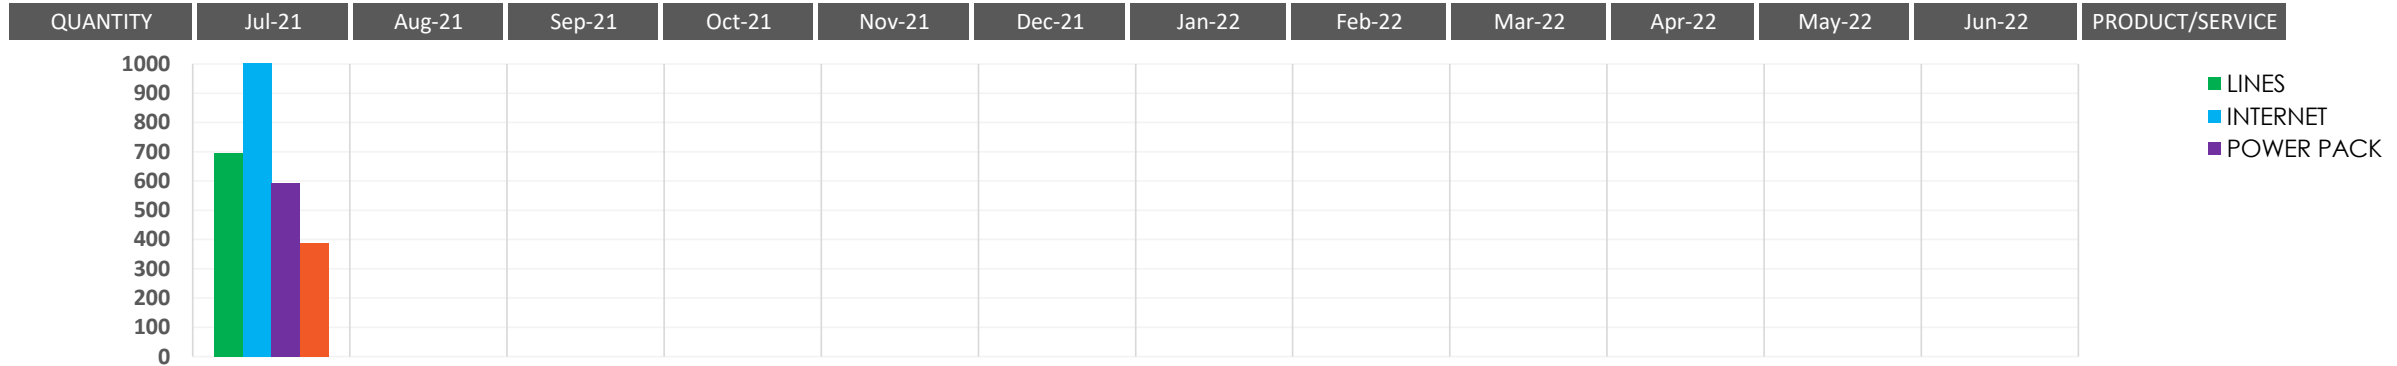 QUANTITY Jul-21 Aug-21 Sep-21 Oct-21 Nov-21 Dec-21 Jan-22 Feb-22 Mar-22 Apr-22 May-22 Jun-22 PRODUCT/SERVICE
1000
900
800
700
600
500
400
300
200
100
0
LINES
INTERNET
POWER PACK